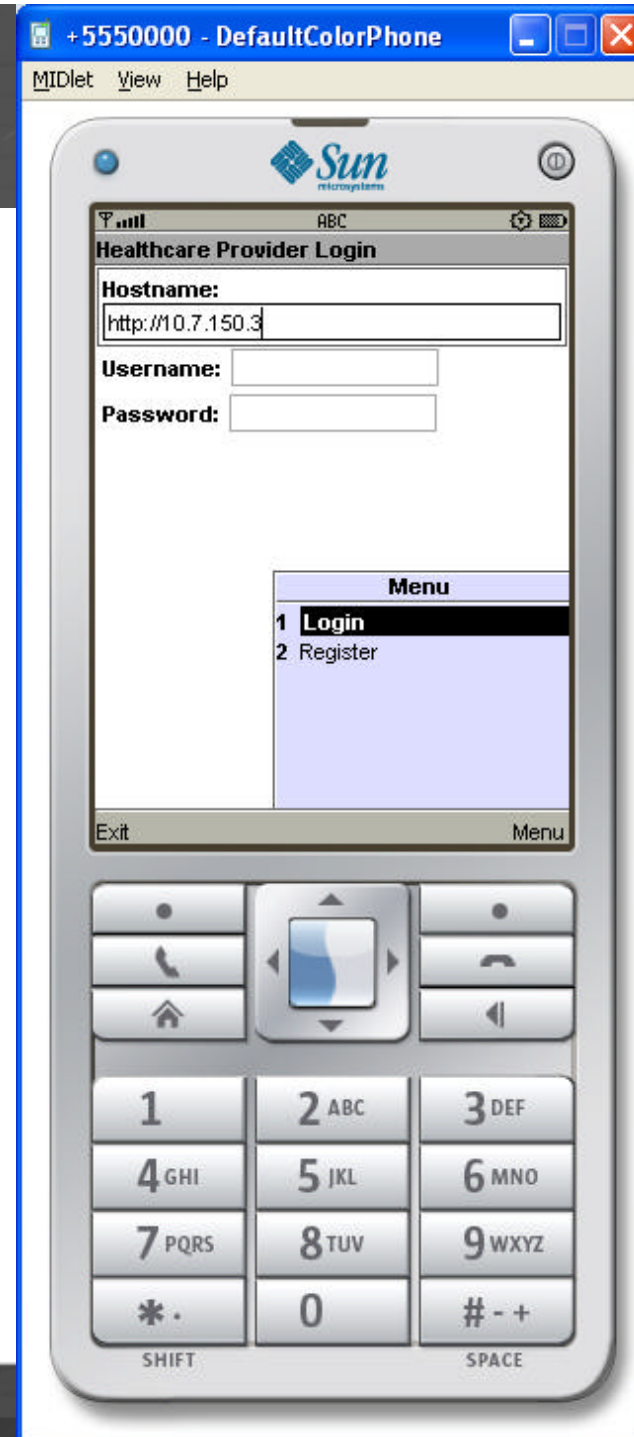 +5550000 - DefaultColorPhone
MIDlet View Help
Sun
microsystems
ABC
Healthcare Provider Login
Hostname:
http://10.7.150.3
Username:
Password:
Menu
1 Login
2 Register
Exit Menu
1 2 ABC 3 DEF
4 GHI 5 JKL 6 MNO
7 PQRS 8 TUV 9 WXYZ
* . 0 # - +
SHIFT SPACE